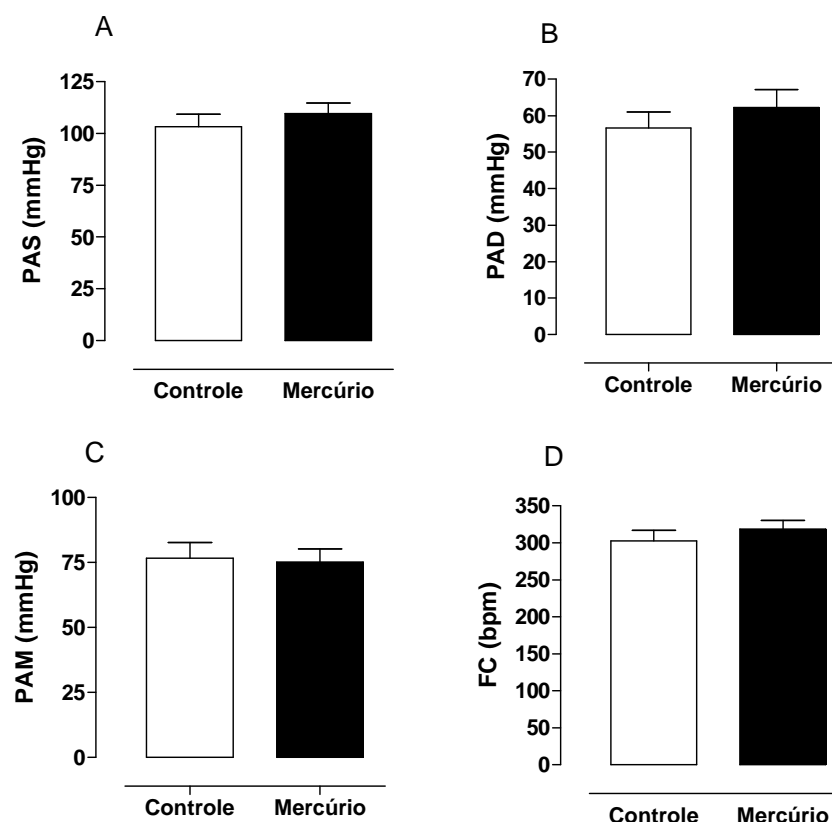 A
PAS (mmHg)
125
100
75
50
25
0
Controle Mercúrio
B
PAD (mmHg)
70
60
50
40
30
20
10
0
Controle Mercúrio
C
PAM (mmHg)
100
75
50
25
0
Controle Mercúrio
D
FC (bpm)
350
300
250
200
150
100
50
0
Controle Mercúrio